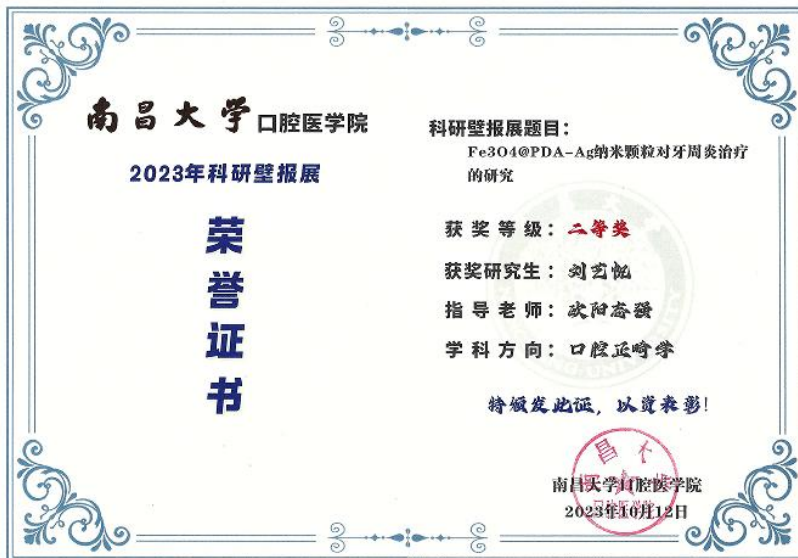 南昌大学口腔医学院
2023年科研壁报展
荣誉证书
科研壁报展题目：
Fe3O4@PDA-Ag纳米颗粒对牙周炎治疗
的研究
获奖等级：二等奖
获奖研究生：刘艺忱
指导老师：欧阳志强
学科方向：口腔正畸学
特颁发此证，以资表彰！
南昌大学口腔医学院
2023年10月12日